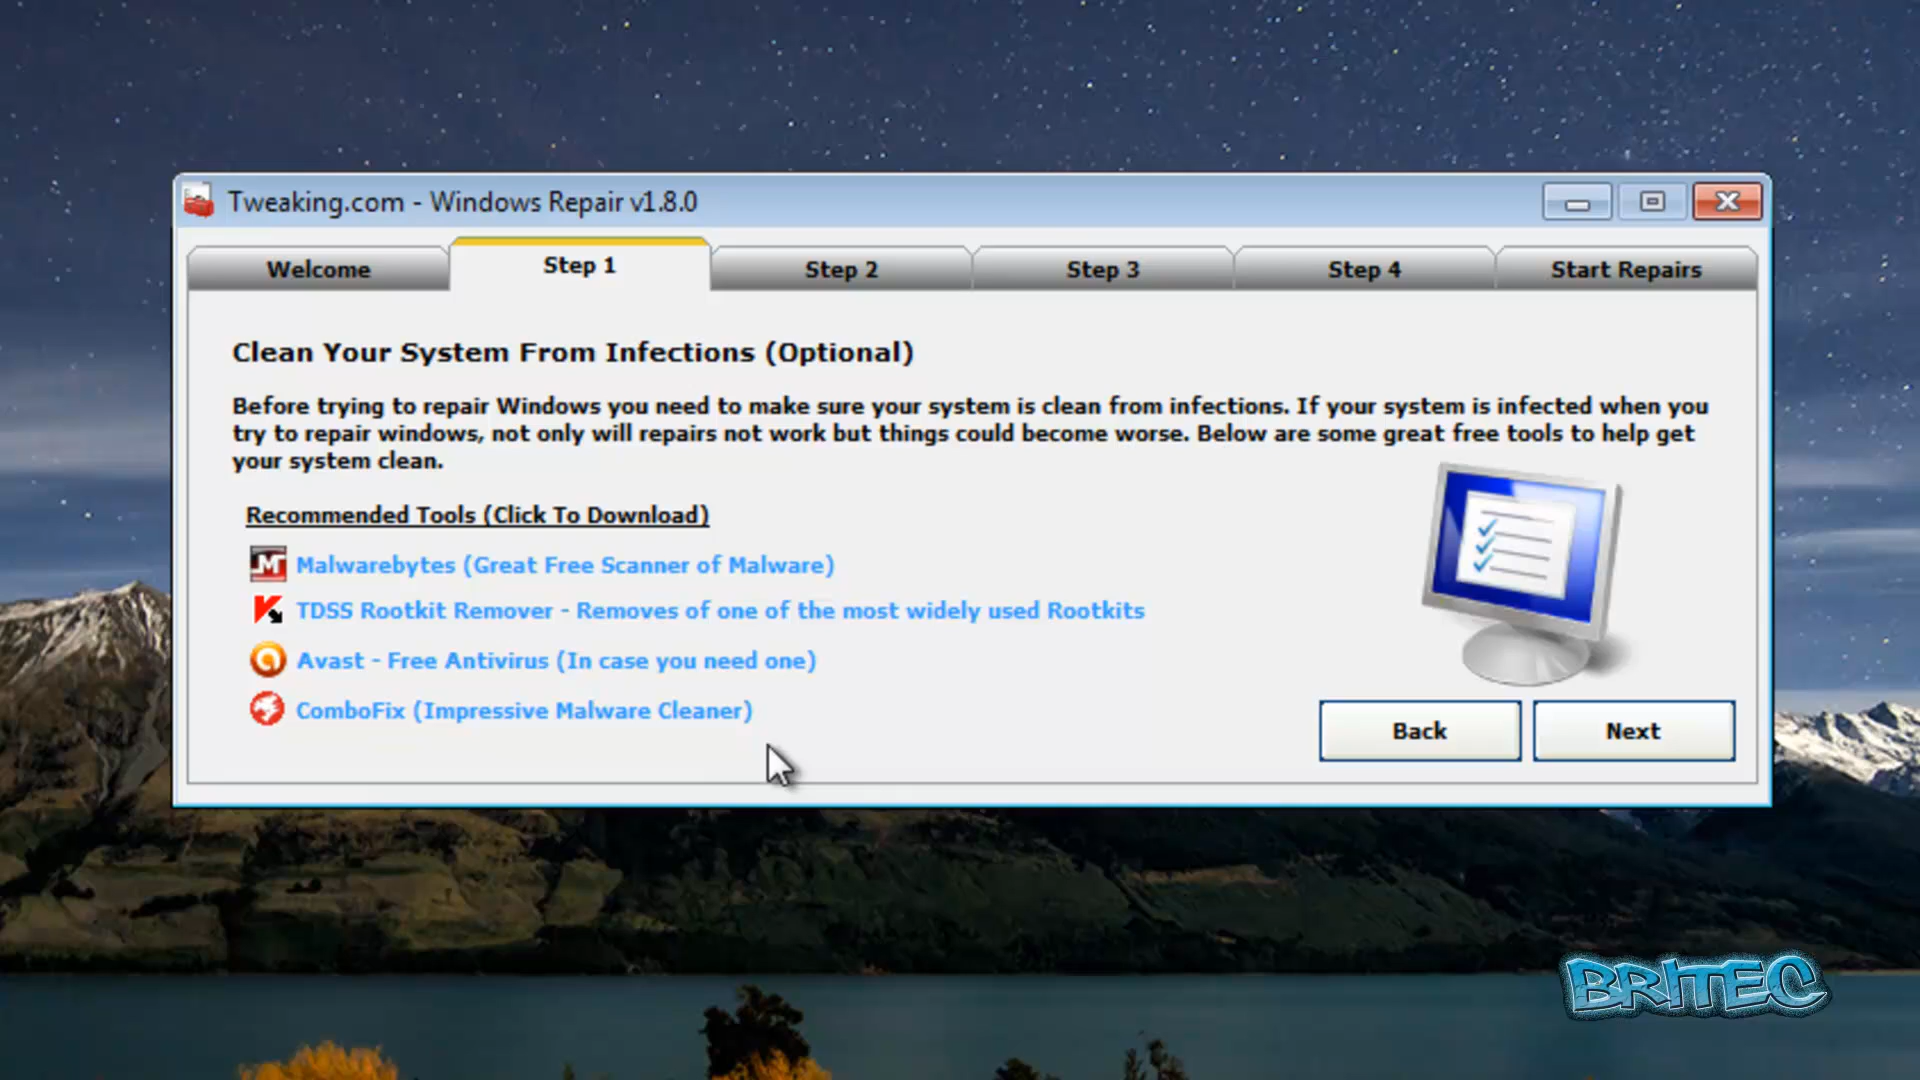 Tweaking.com - Windows Repair v1.8.0
Welcome
Step 1
Step 2
Step 3
Step 4
Start Repairs
Clean Your System From Infections (Optional)
Before trying to repair Windows you need to make sure your system is clean from infections. If your system is infected when you
try to repair windows, not only will repairs not work but things could become worse. Below are some great free tools to help get
your system clean.
Recommended Tools (Click To Download)
Malwarebytes (Great Free Scanner of Malware)
TDSS Rootkit Remover - Removes of one of the most widely used Rootkits
Avast - Free Antivirus (In case you need one)
ComboFix (Impressive Malware Cleaner)
Back
Next
BRITEC